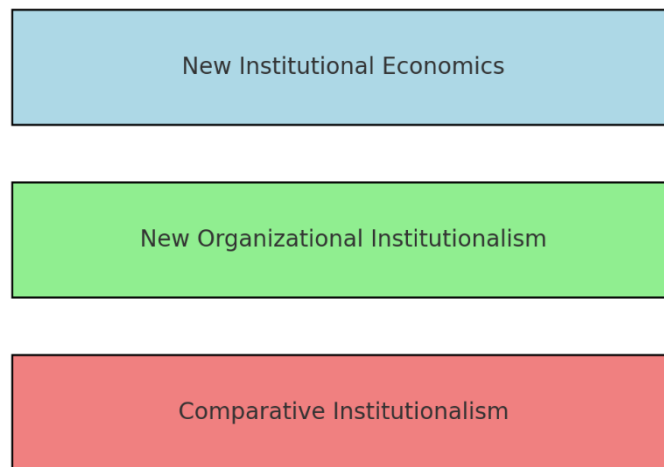 New Institutional Economics
New Organizational Institutionalism
Comparative Institutionalism